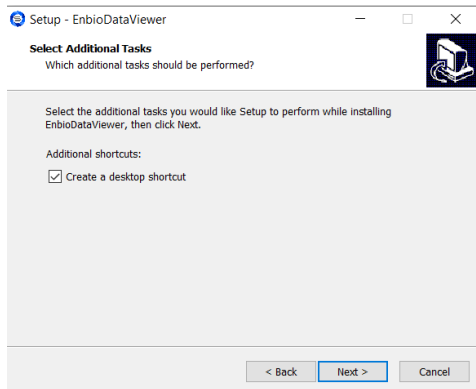 Setup - EnbioDataViewer
Select Additional Tasks
Which additional tasks should be performed?
Select the additional tasks you would like Setup to perform while installing
EnbioDataViewer, then click Next.
Additional shortcuts:
Create a desktop shortcut
< Back
Next >
Cancel